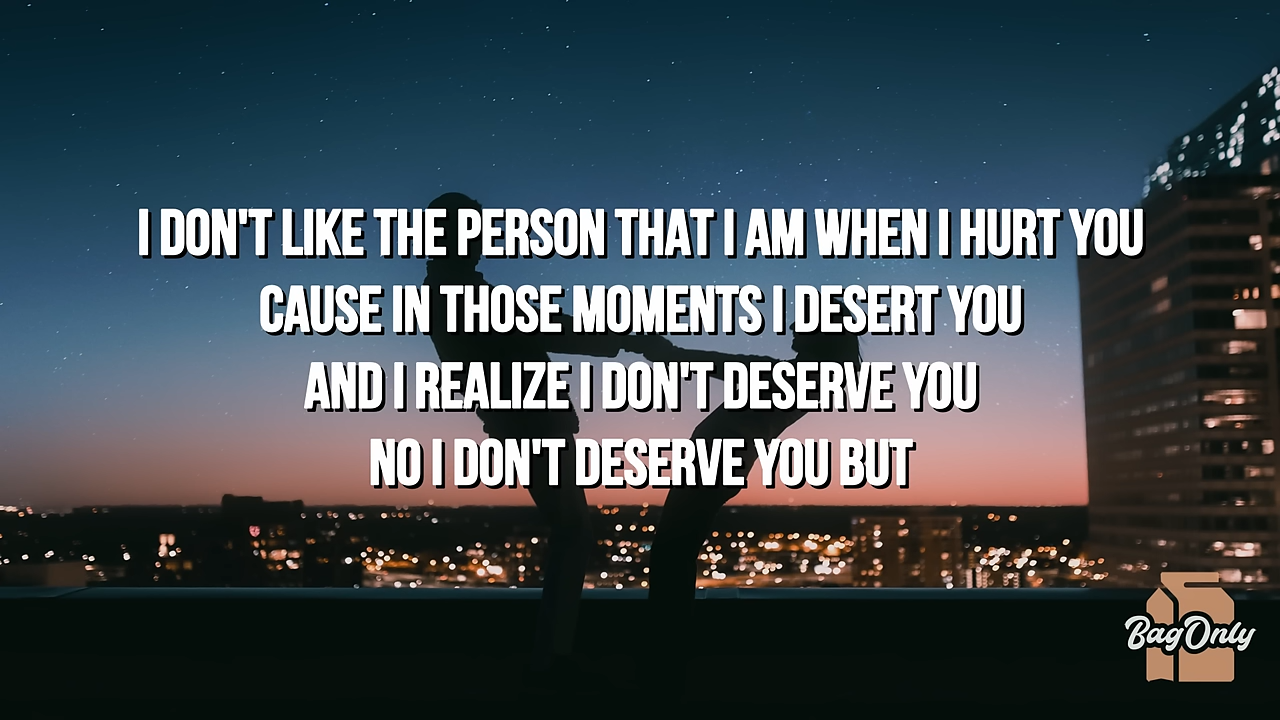 I DON'T LIKE THE PERSON THAT I AM WHEN I HURT YOU
CAUSE IN THOSE MOMENTS I DESERT YOU
AND I REALIZE I DON'T DESERVE YOU
NO I DON'T DESERVE YOU BUT
BagOnly